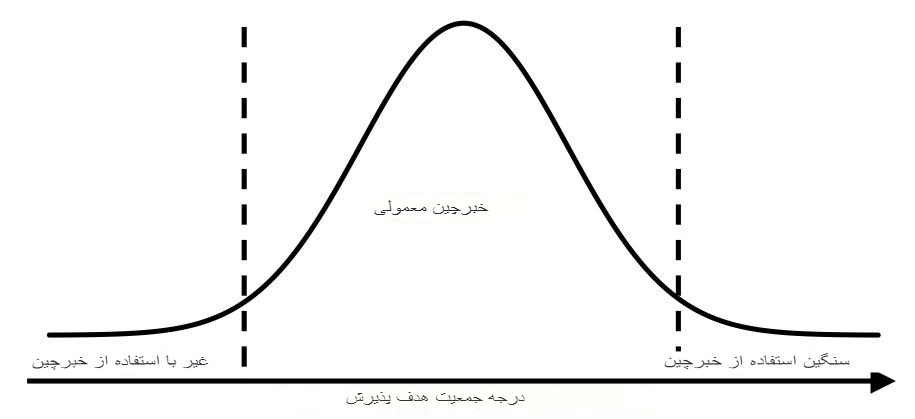 خبرچین معمولی
سنگین استفاده از خبرچین
غیر با استفاده از خبرچین
درجه جمعیت هدف پذیرش